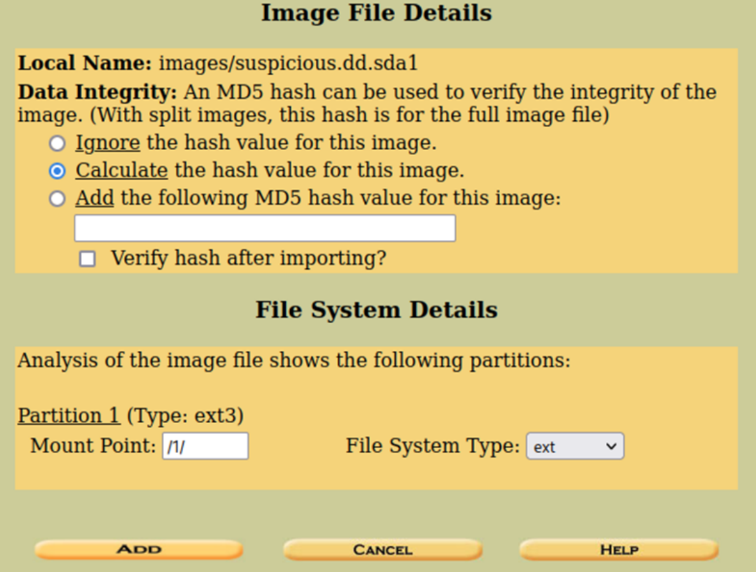 Image File Details
Local Name: images/suspicious.dd.sda1
Data Integrity: An MD5 hash can be used to verify the integrity of the
image. (With split images, this hash is for the full image file)
Ignore the hash value for this image.
Calculate the hash value for this image.
Add the following MD5 hash value for this image:
Verify hash after importing?
File System Details
Analysis of the image file shows the following partitions:
Partition 1 (Type: ext3)
Mount Point: /1/ File System Type: ext
ADD CANCEL HELP